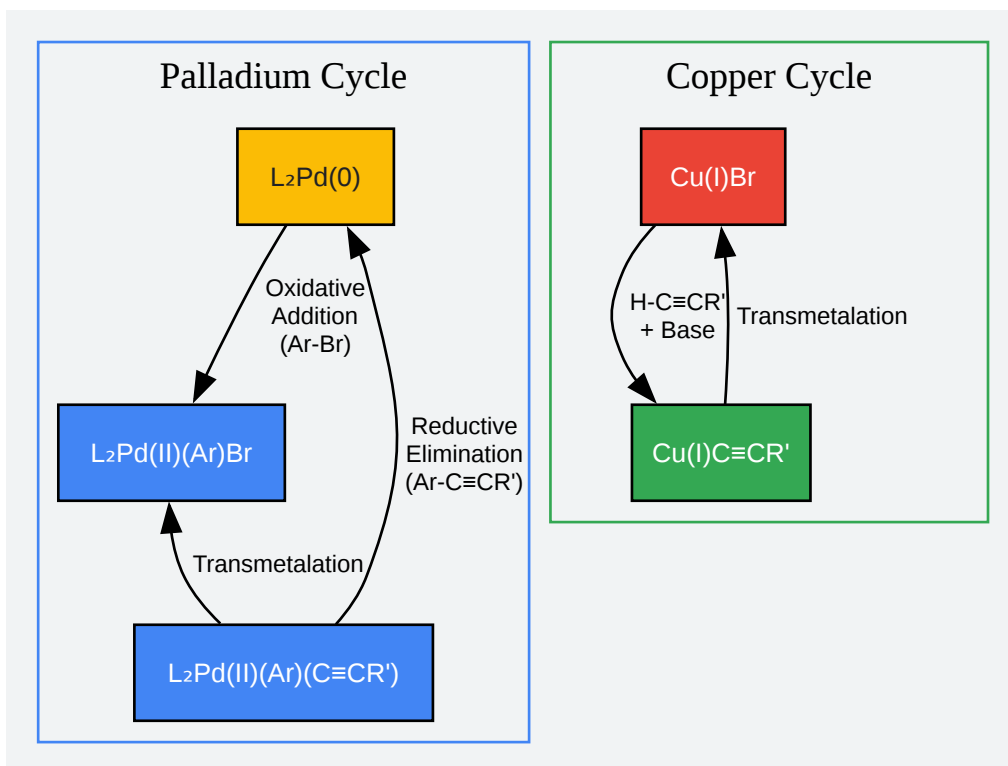 Palladium Cycle
L₂Pd(0)
Oxidative
Addition
(Ar-Br)
L₂Pd(II)(Ar)Br
Reductive
Elimination
(Ar-C≡CR')
Transmetalation
L₂Pd(II)(Ar)(C≡CR')
Copper Cycle
Cu(I)Br
H-C≡CR'
+ Base
Transmetalation
Cu(I)C≡CR'